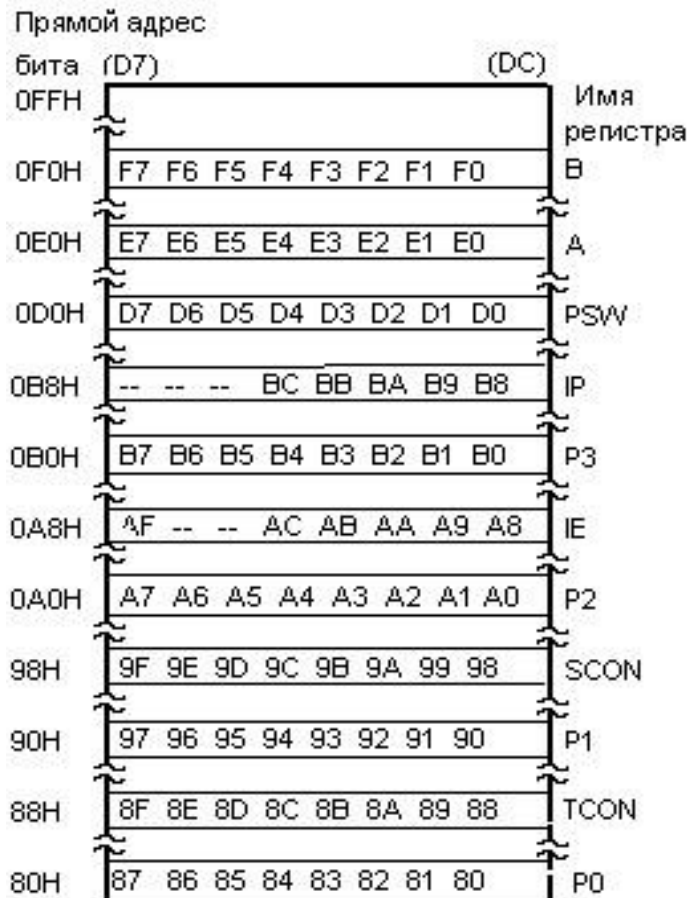 Прямой адрес
бита (D7) (DC)
0FFH Имя
регистра
0F0H F7 F6 F5 F4 F3 F2 F1 F0 B
0E0H E7 E6 E5 E4 E3 E2 E1 E0 A
0D0H D7 D6 D5 D4 D3 D2 D1 D0 PSW
0B8H -- -- -- BC BB BA B9 B8 IP
0B0H B7 B6 B5 B4 B3 B2 B1 B0 P3
0A8H AF -- -- AC AB AA A9 A8 IE
0A0H A7 A6 A5 A4 A3 A2 A1 A0 P2
98H 9F 9E 9D 9C 9B 9A 99 98 SCON
90H 97 96 95 94 93 92 91 90 P1
88H 8F 8E 8D 8C 8B 8A 89 88 TCON
80H 87 86 85 84 83 82 81 80 P0